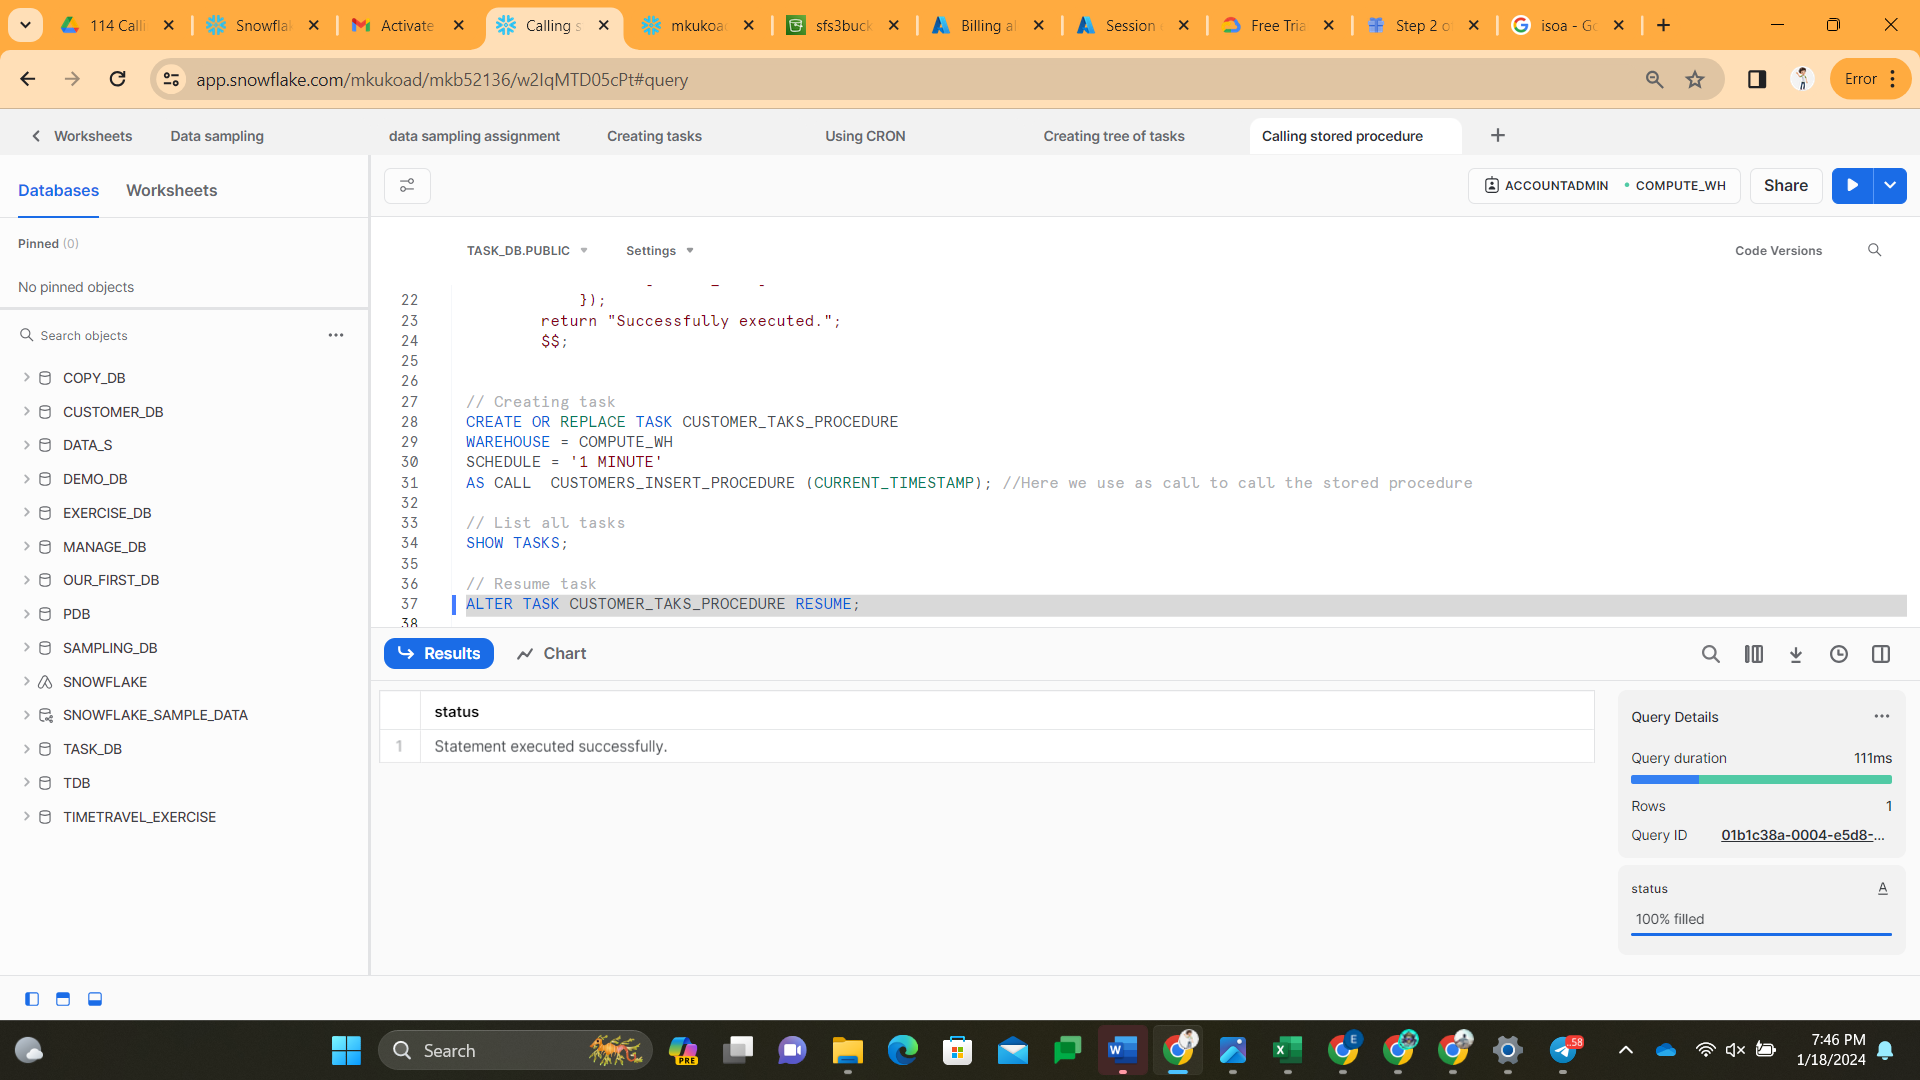 114 Calli
Snowflak
Activate
Calling s
mkukoad
sfs3buck
Billing al
Session
Free Tria
Step 2 o
isoa - Go
app.snowflake.com/mkukoad/mkb52136/w2IqMTD05cPt#query
Error
Worksheets
Data sampling
data sampling assignment
Creating tasks
Using CRON
Creating tree of tasks
Calling stored procedure
Databases
Worksheets
ACCOUNTADMIN
COMPUTE_WH
Share
Pinned (0)
No pinned objects
Search objects
COPY_DB
CUSTOMER_DB
DATA_S
DEMO_DB
EXERCISE_DB
MANAGE_DB
OUR_FIRST_DB
PDB
SAMPLING_DB
SNOWFLAKE
SNOWFLAKE_SAMPLE_DATA
TASK_DB
TDB
TIMETRAVEL_EXERCISE
TASK_DB.PUBLIC
Settings
Code Versions
22 });
23 return "Successfully executed.";
24 $$;
25
26
27 // Creating task
28 CREATE OR REPLACE TASK CUSTOMER_TAKS_PROCEDURE
29 WAREHOUSE = COMPUTE_WH
30 SCHEDULE = '1 MINUTE'
31 AS CALL  CUSTOMERS_INSERT_PROCEDURE (CURRENT_TIMESTAMP); //Here we use as call to call the stored procedure
32
33 // List all tasks
34 SHOW TASKS;
35
36 // Resume task
37 ALTER TASK CUSTOMER_TAKS_PROCEDURE RESUME;
38
Results
Chart
status
1 Statement executed successfully.
Query Details
Query duration 111ms
Rows 1
Query ID 01b1c38a-0004-e5d8-...
status A
100% filled
Search
PRE
E
58
7:46 PM
1/18/2024